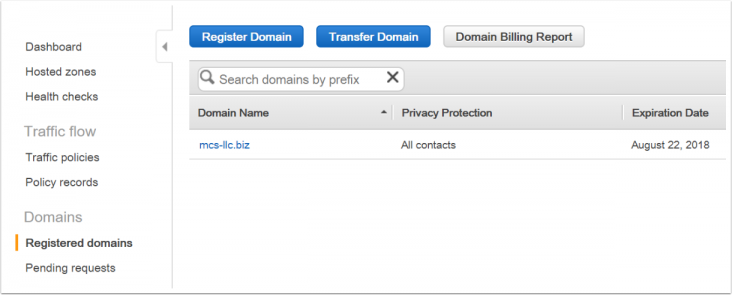 Dashboard
Hosted zones
Health checks
Traffic flow
Traffic policies
Policy records
Domains
Registered domains
Pending requests
Register Domain Transfer Domain Domain Billing Report
Search domains by prefix
Domain Name Privacy Protection Expiration Date
mcs-llc.biz All contacts August 22, 2018